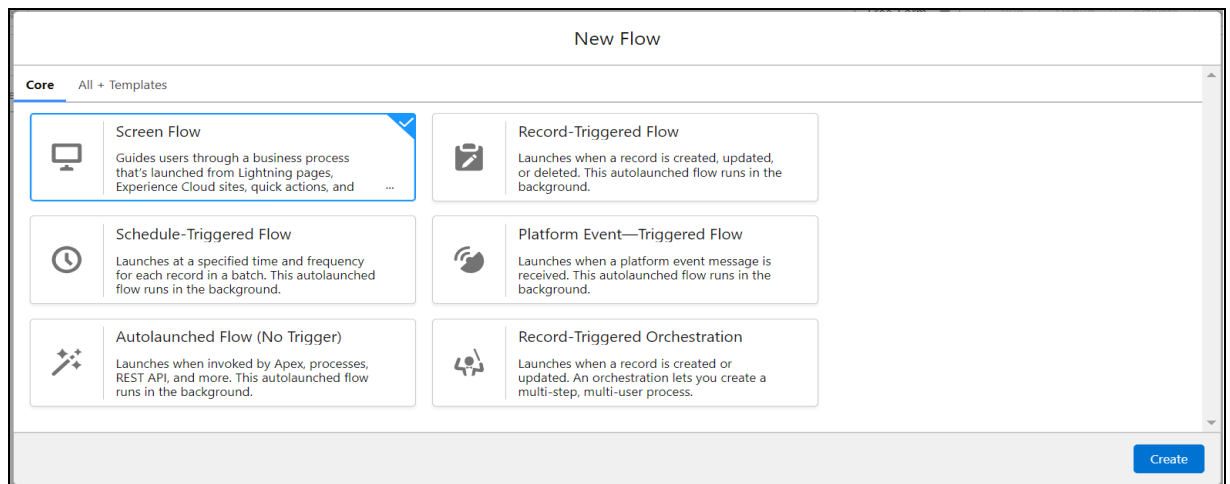 New Flow
Core All + Templates
Screen Flow
Guides users through a business process
that's launched from Lightning pages,
Experience Cloud sites, quick actions, and ...
Record-Triggered Flow
Launches when a record is created, updated,
or deleted. This autolaunched flow runs in the
background.
Schedule-Triggered Flow
Launches at a specified time and frequency
for each record in a batch. This autolaunched
flow runs in the background.
Platform Event—Triggered Flow
Launches when a platform event message is
received. This autolaunched flow runs in the
background.
Autolaunched Flow (No Trigger)
Launches when invoked by Apex, processes,
REST API, and more. This autolaunched flow
runs in the background.
Record-Triggered Orchestration
Launches when a record is created or
updated. An orchestration lets you create a
multi-step, multi-user process.
Create